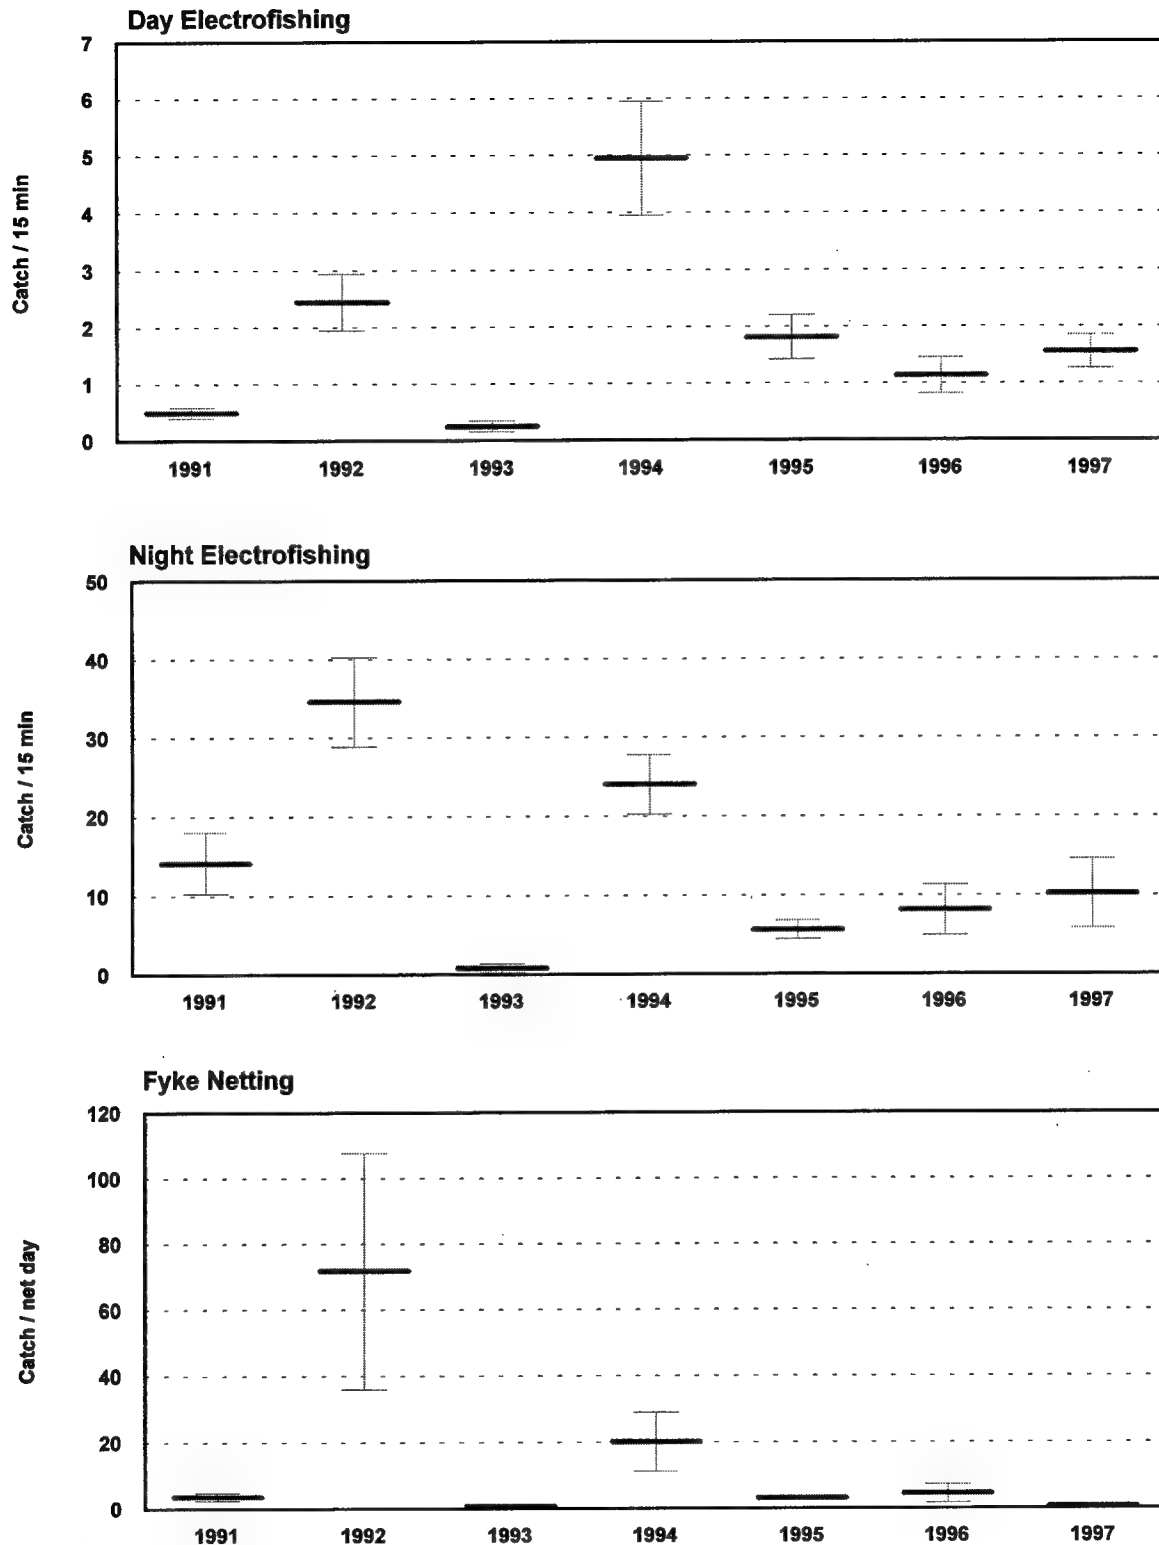 Day Electrofishing
7
6
5
4
3
2
1
0
Catch / 15 min
1991 1992 1993 1994 1995 1996 1997
Night Electrofishing
50
40
30
20
10
0
Catch / 15 min
1991 1992 1993 1994 1995 1996 1997
Fyke Netting
120
100
80
60
40
20
0
Catch / net day
1991 1992 1993 1994 1995 1996 1997